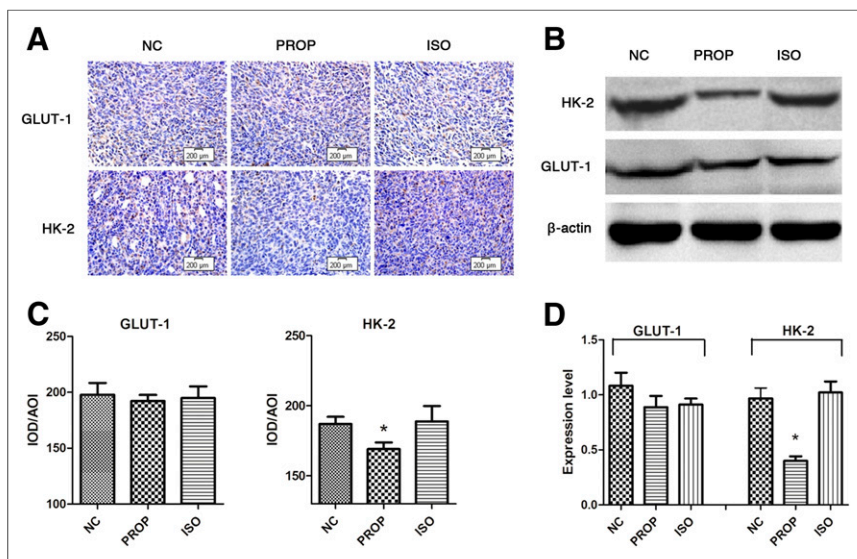 A
NC PROP ISO
GLUT-1
200 µm 200 µm 200 µm
HK-2
200 µm 200 µm 200 µm
B
NC PROP ISO
HK-2
GLUT-1
β-actin
C
GLUT-1
IOD/AOI
250
200
150
100
NC PROP ISO
HK-2
IOD/AOI
250
200
150
*
NC PROP ISO
D
GLUT-1 HK-2
Expression level
1.5
1.0
0.5
0.0
*
NC PROP ISO NC PROP ISO